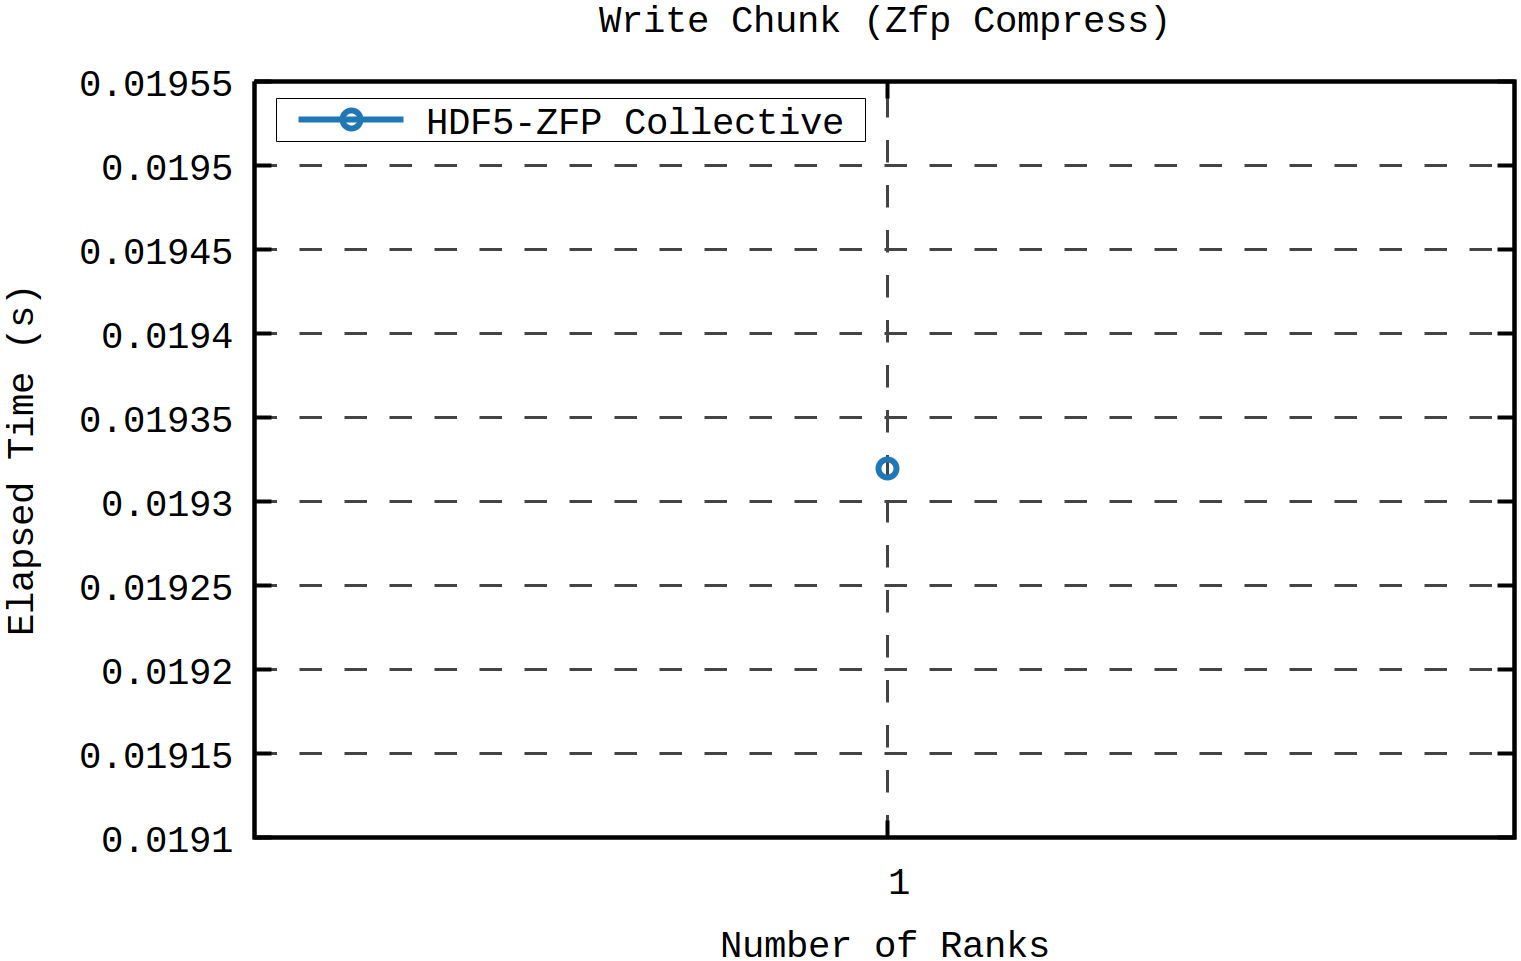 Write Chunk (Zfp Compress)
0.01955
HDF5-ZFP Collective
0.0195
0.01945
0.0194
0.01935
0.0193
0.01925
0.0192
0.01915
0.0191
Elapsed Time (s)
1
Number of Ranks